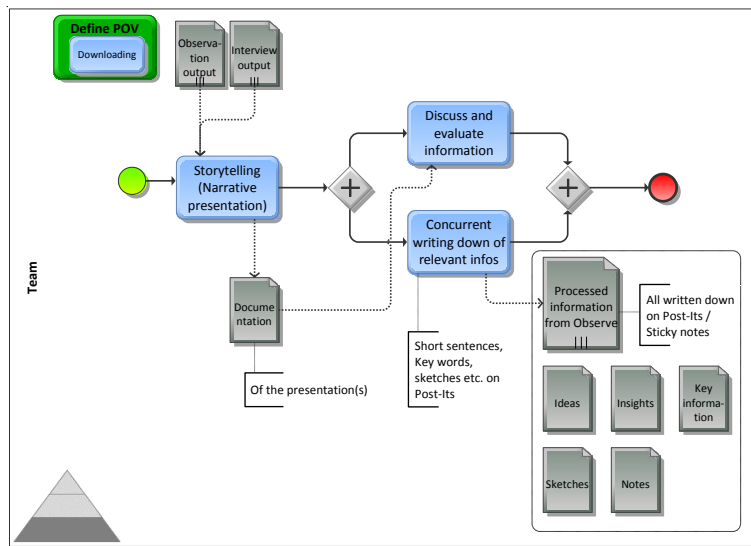 Define POV
Downloading
Observa-
tion
output
Interview
output
Storytelling
(Narrative
presentation)
Discuss and
evaluate
information
Concurrent
writing down of
relevant infos
Team
Docume
ntation
Of the presentation(s)
Short sentences,
Key words,
sketches etc. on
Post-Its
Processed
information
from Observe
All written down
on Post-Its /
Sticky notes
Ideas
Insights
Key
informa-
tion
Sketches
Notes